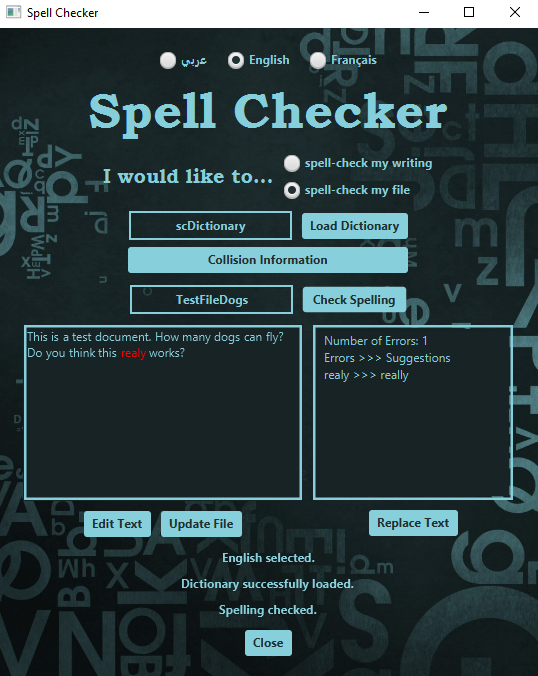 Spell Checker
عربي English Français
Spell Checker
I would like to...
spell-check my writing
spell-check my file
scDictionary Load Dictionary
Collision Information
TestFileDogs Check Spelling
This is a test document. How many dogs can fly?
Do you think this realy works?
Number of Errors: 1
Errors >>> Suggestions
realy >>> really
Edit Text Update File Replace Text
English selected.
Dictionary successfully loaded.
Spelling checked.
Close